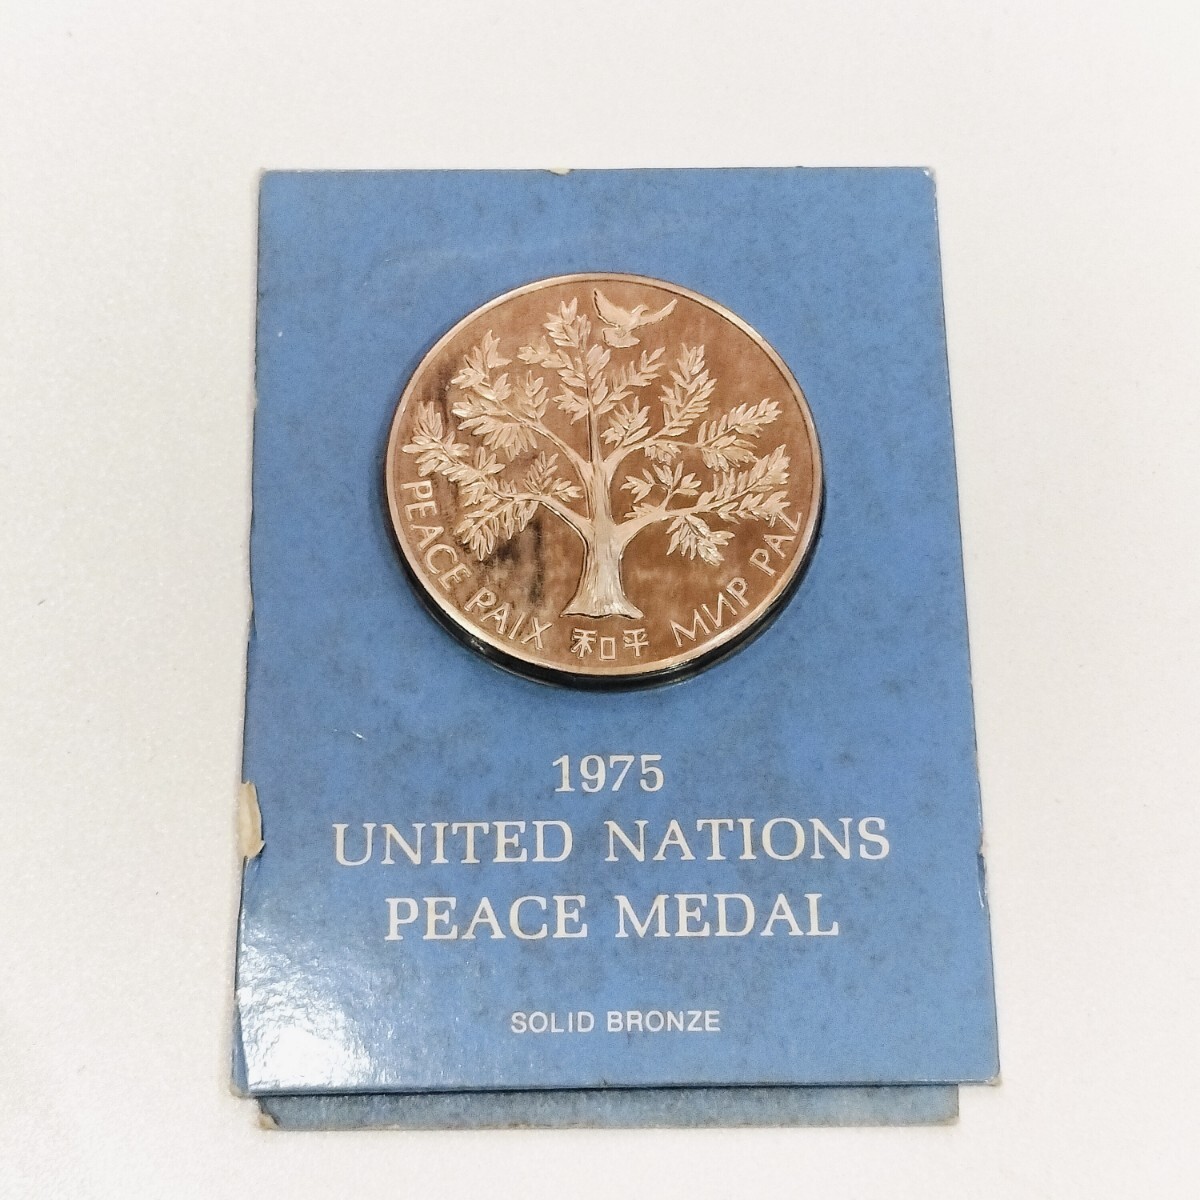 PEACE PAIX 和平 МИР PAZ
1975
UNITED NATIONS
PEACE MEDAL
SOLID BRONZE